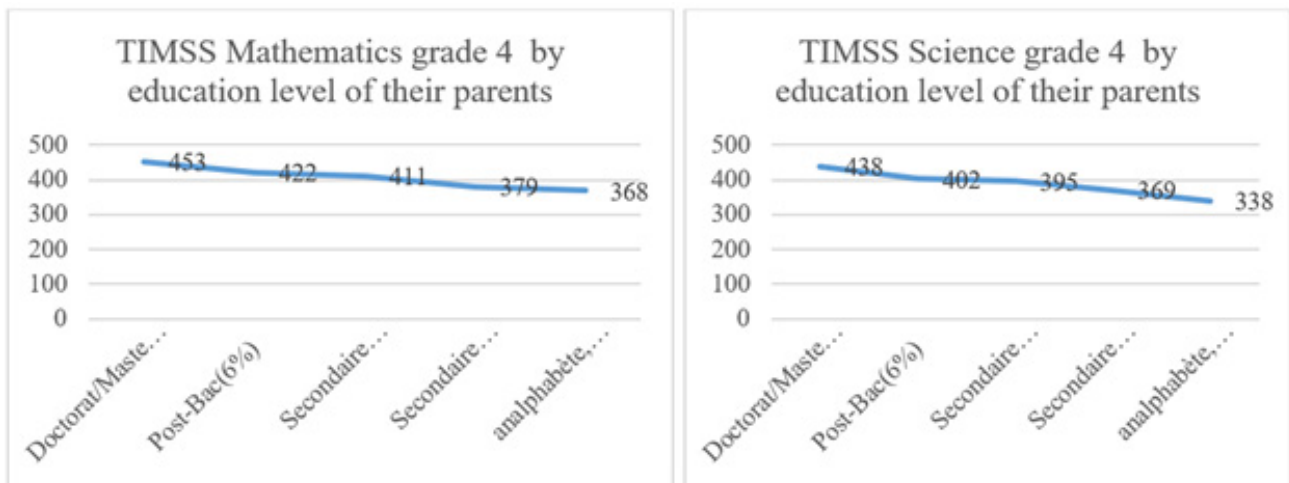 TIMSS Mathematics grade 4 by
education level of their parents
500
400
300
200
100
0
453
422
411
379
368
Doctorat/Maste...
Post-Bac(6%)
Secondaire...
Secondaire...
analphabète,...
TIMSS Science grade 4 by
education level of their parents
500
400
300
200
100
0
438
402
395
369
338
Doctorat/Maste...
Post-Bac(6%)
Secondaire...
Secondaire...
analphabète,...